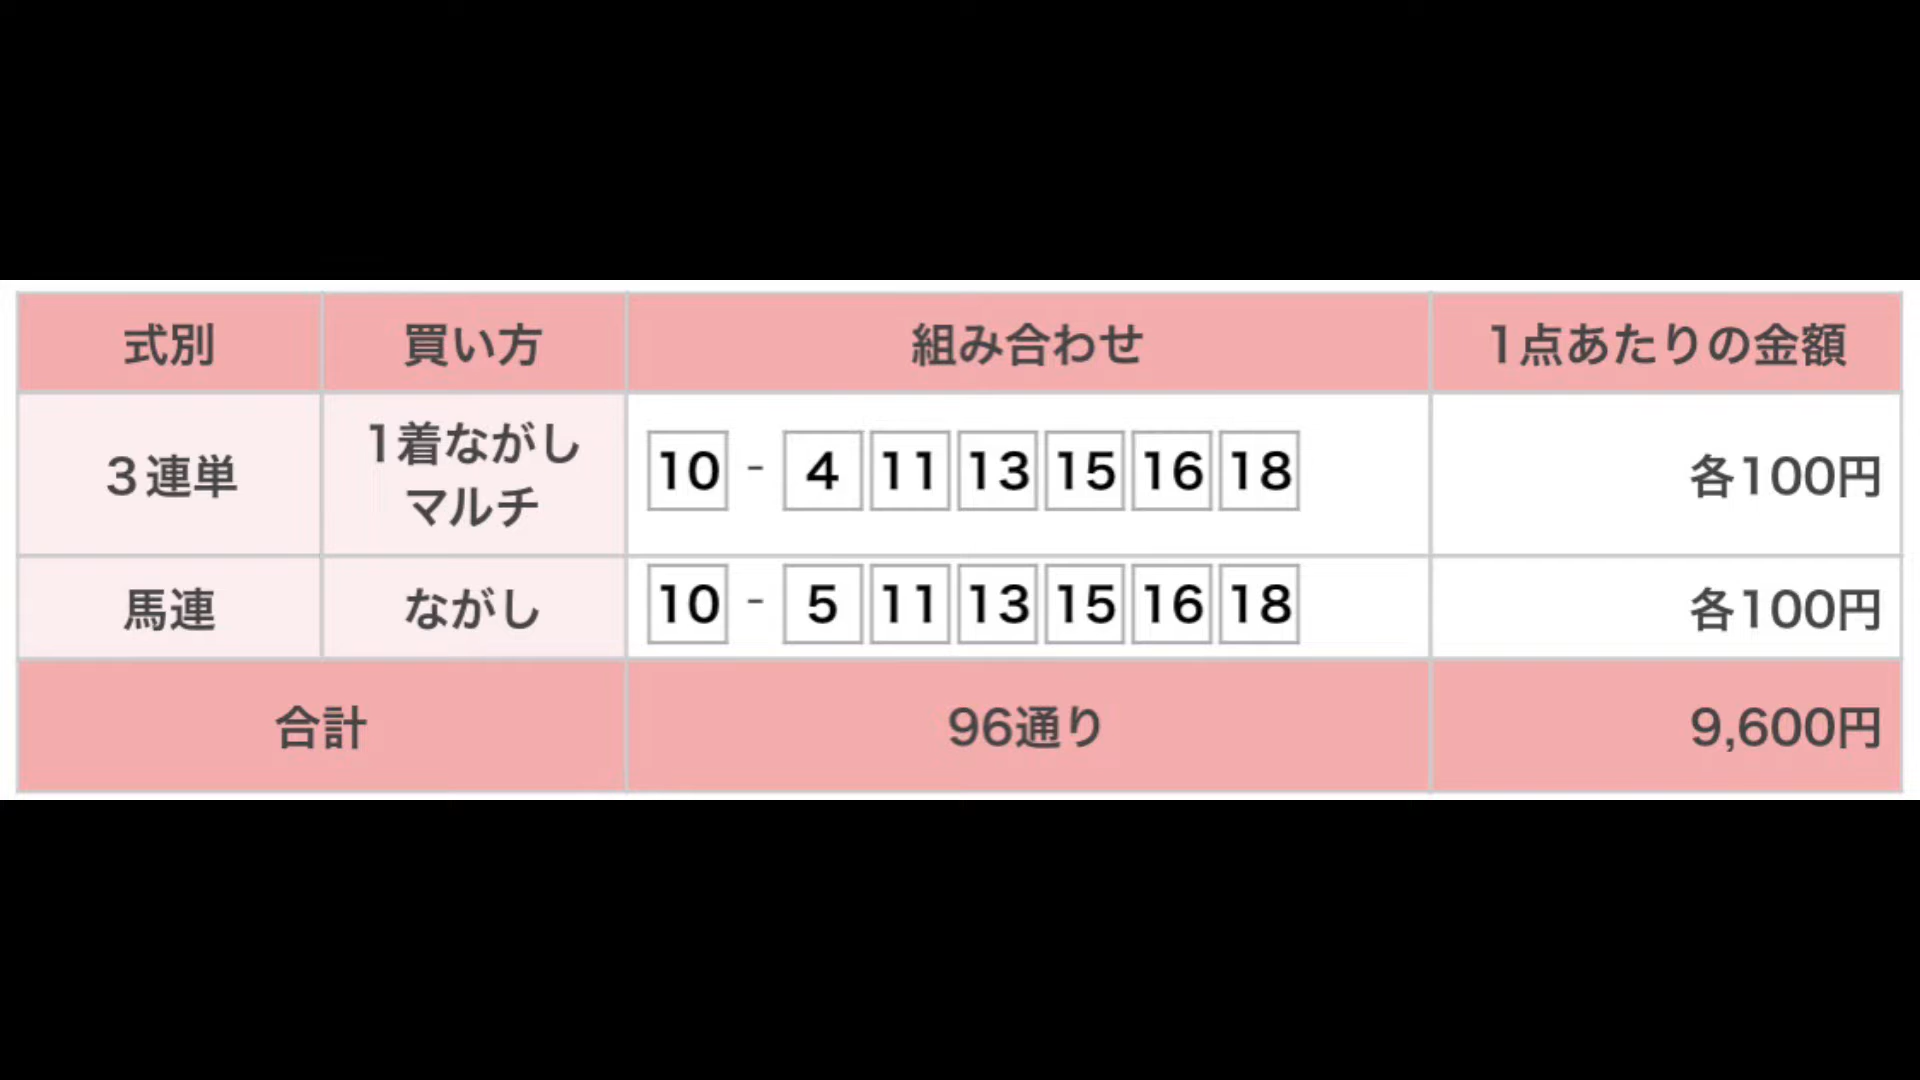 式別 買い方 組み合わせ 1点あたりの金額
3連単 1着ながし マルチ 10 - 4 11 13 15 16 18 各100円
馬連 ながし 10 - 5 11 13 15 16 18 各100円
合計 96通り 9,600円